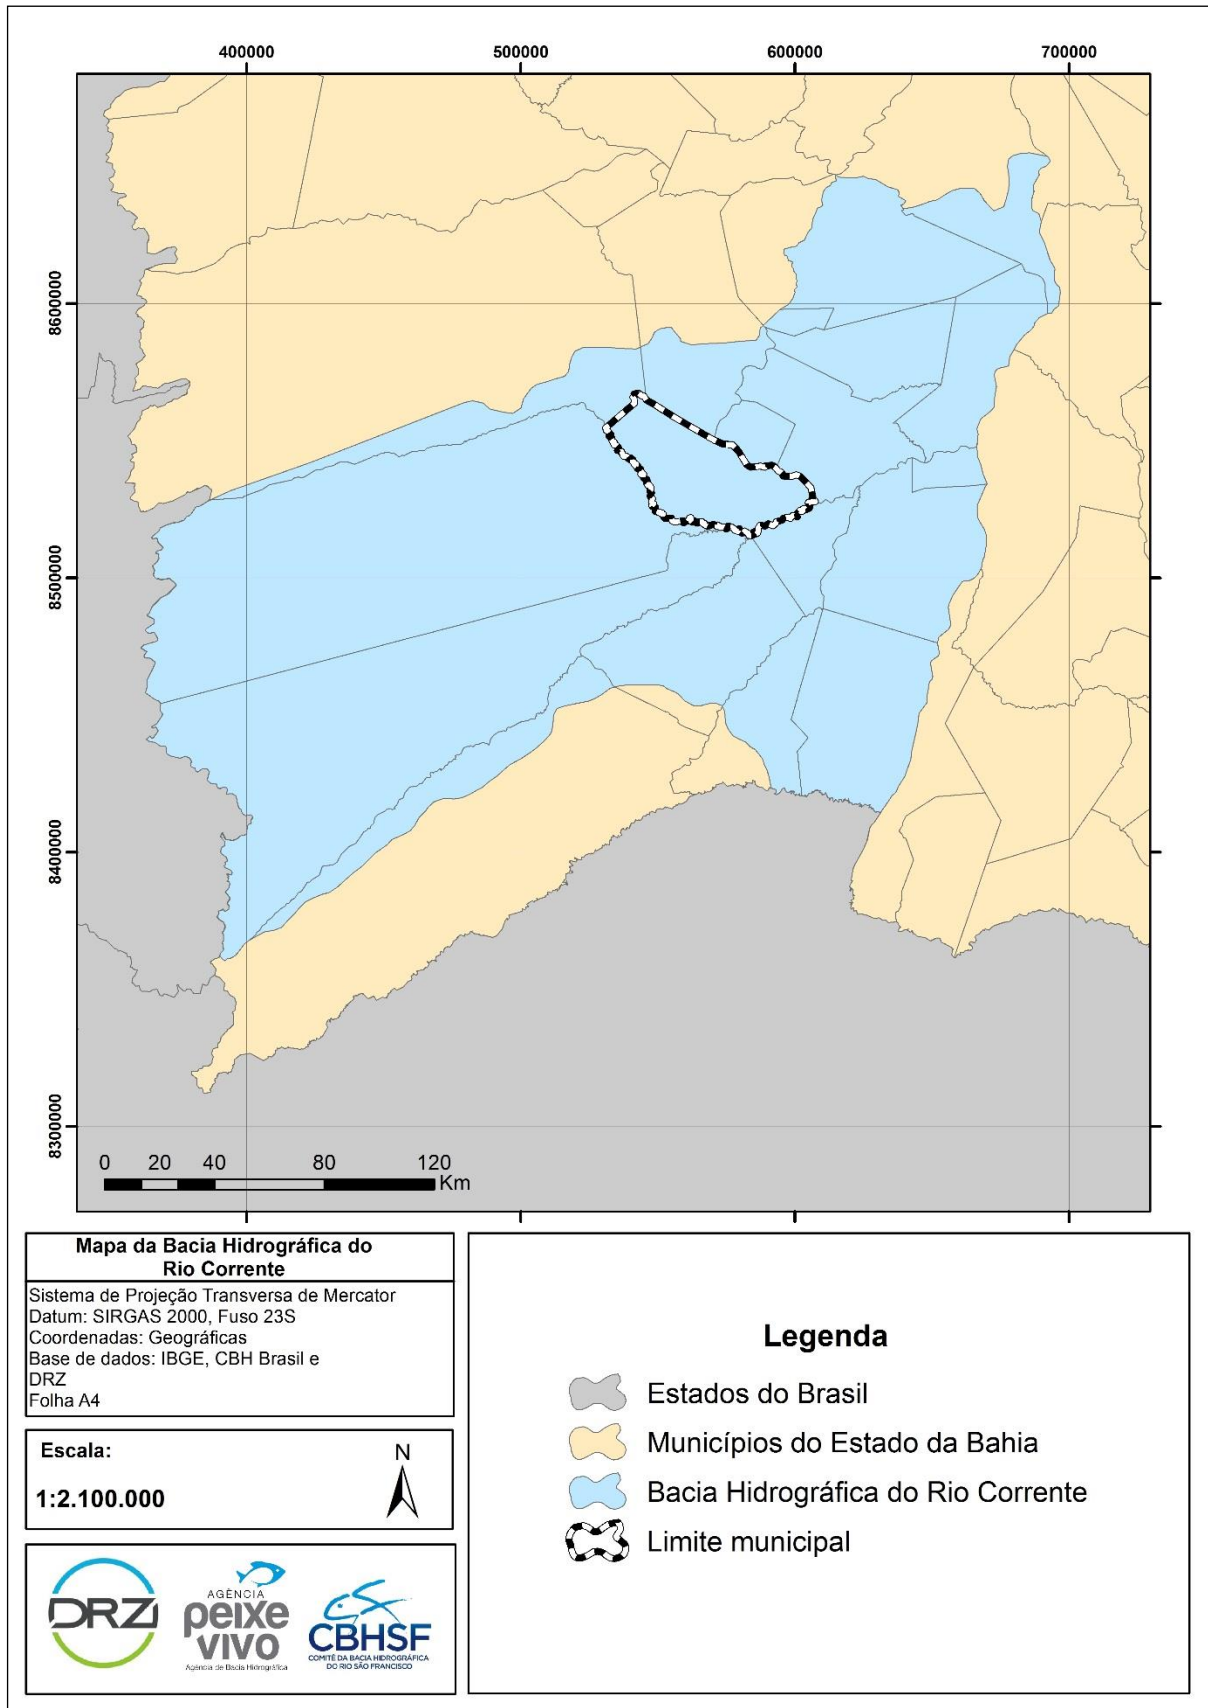 400000 500000 600000 700000
8600000
8500000
8400000
8300000
0 20 40 80 120
Km
Mapa da Bacia Hidrográfica do
Rio Corrente
Sistema de Projeção Transversa de Mercator
Datum: SIRGAS 2000, Fuso 23S
Coordenadas: Geográficas
Base de dados: IBGE, CBH Brasil e
DRZ
Folha A4
Escala:
N
1:2.100.000
DRZ
AGÊNCIA
peixe
VIVO
Agência de Bacia Hidrográfica
CBHSF
COMITÊ DA BACIA HIDROGRÁFICA
DO RIO SÃO FRANCISCO
Legenda
Estados do Brasil
Municípios do Estado da Bahia
Bacia Hidrográfica do Rio Corrente
Limite municipal